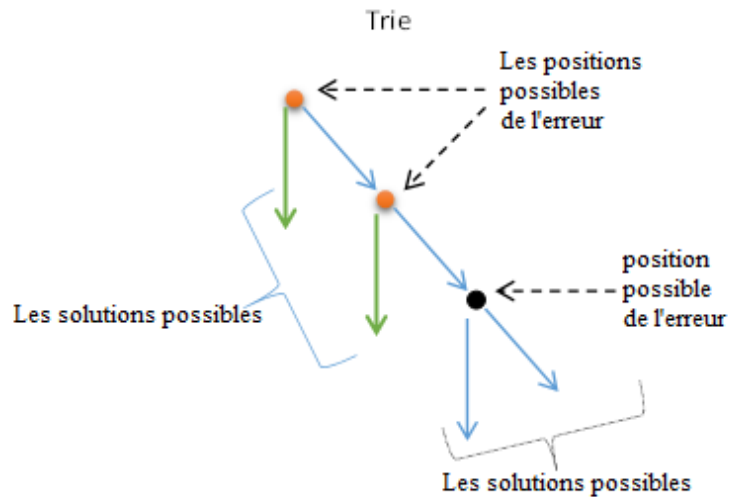 Trie
Les positions
possibles
de l'erreur
position
possible
de l'erreur
Les solutions possibles
Les solutions possibles